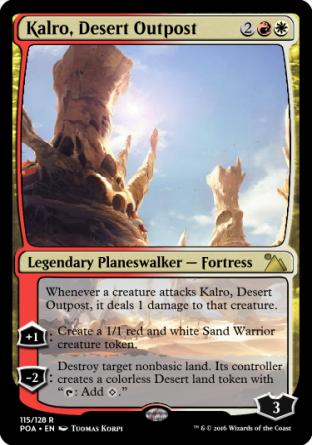 Kalro, Desert Outpost 2
Legendary Planeswalker — Fortress
Whenever a creature attacks Kalro, Desert
Outpost, it deals 1 damage to that creature.
+1 : Create a 1/1 red and white Sand Warrior
creature token.
-2 : Destroy target nonbasic land. Its controller
creates a colorless Desert land token with
": Add ."
3
115/128 R
POA • EN Tuomas Korpi
™ & © 2016 Wizards of the Coast